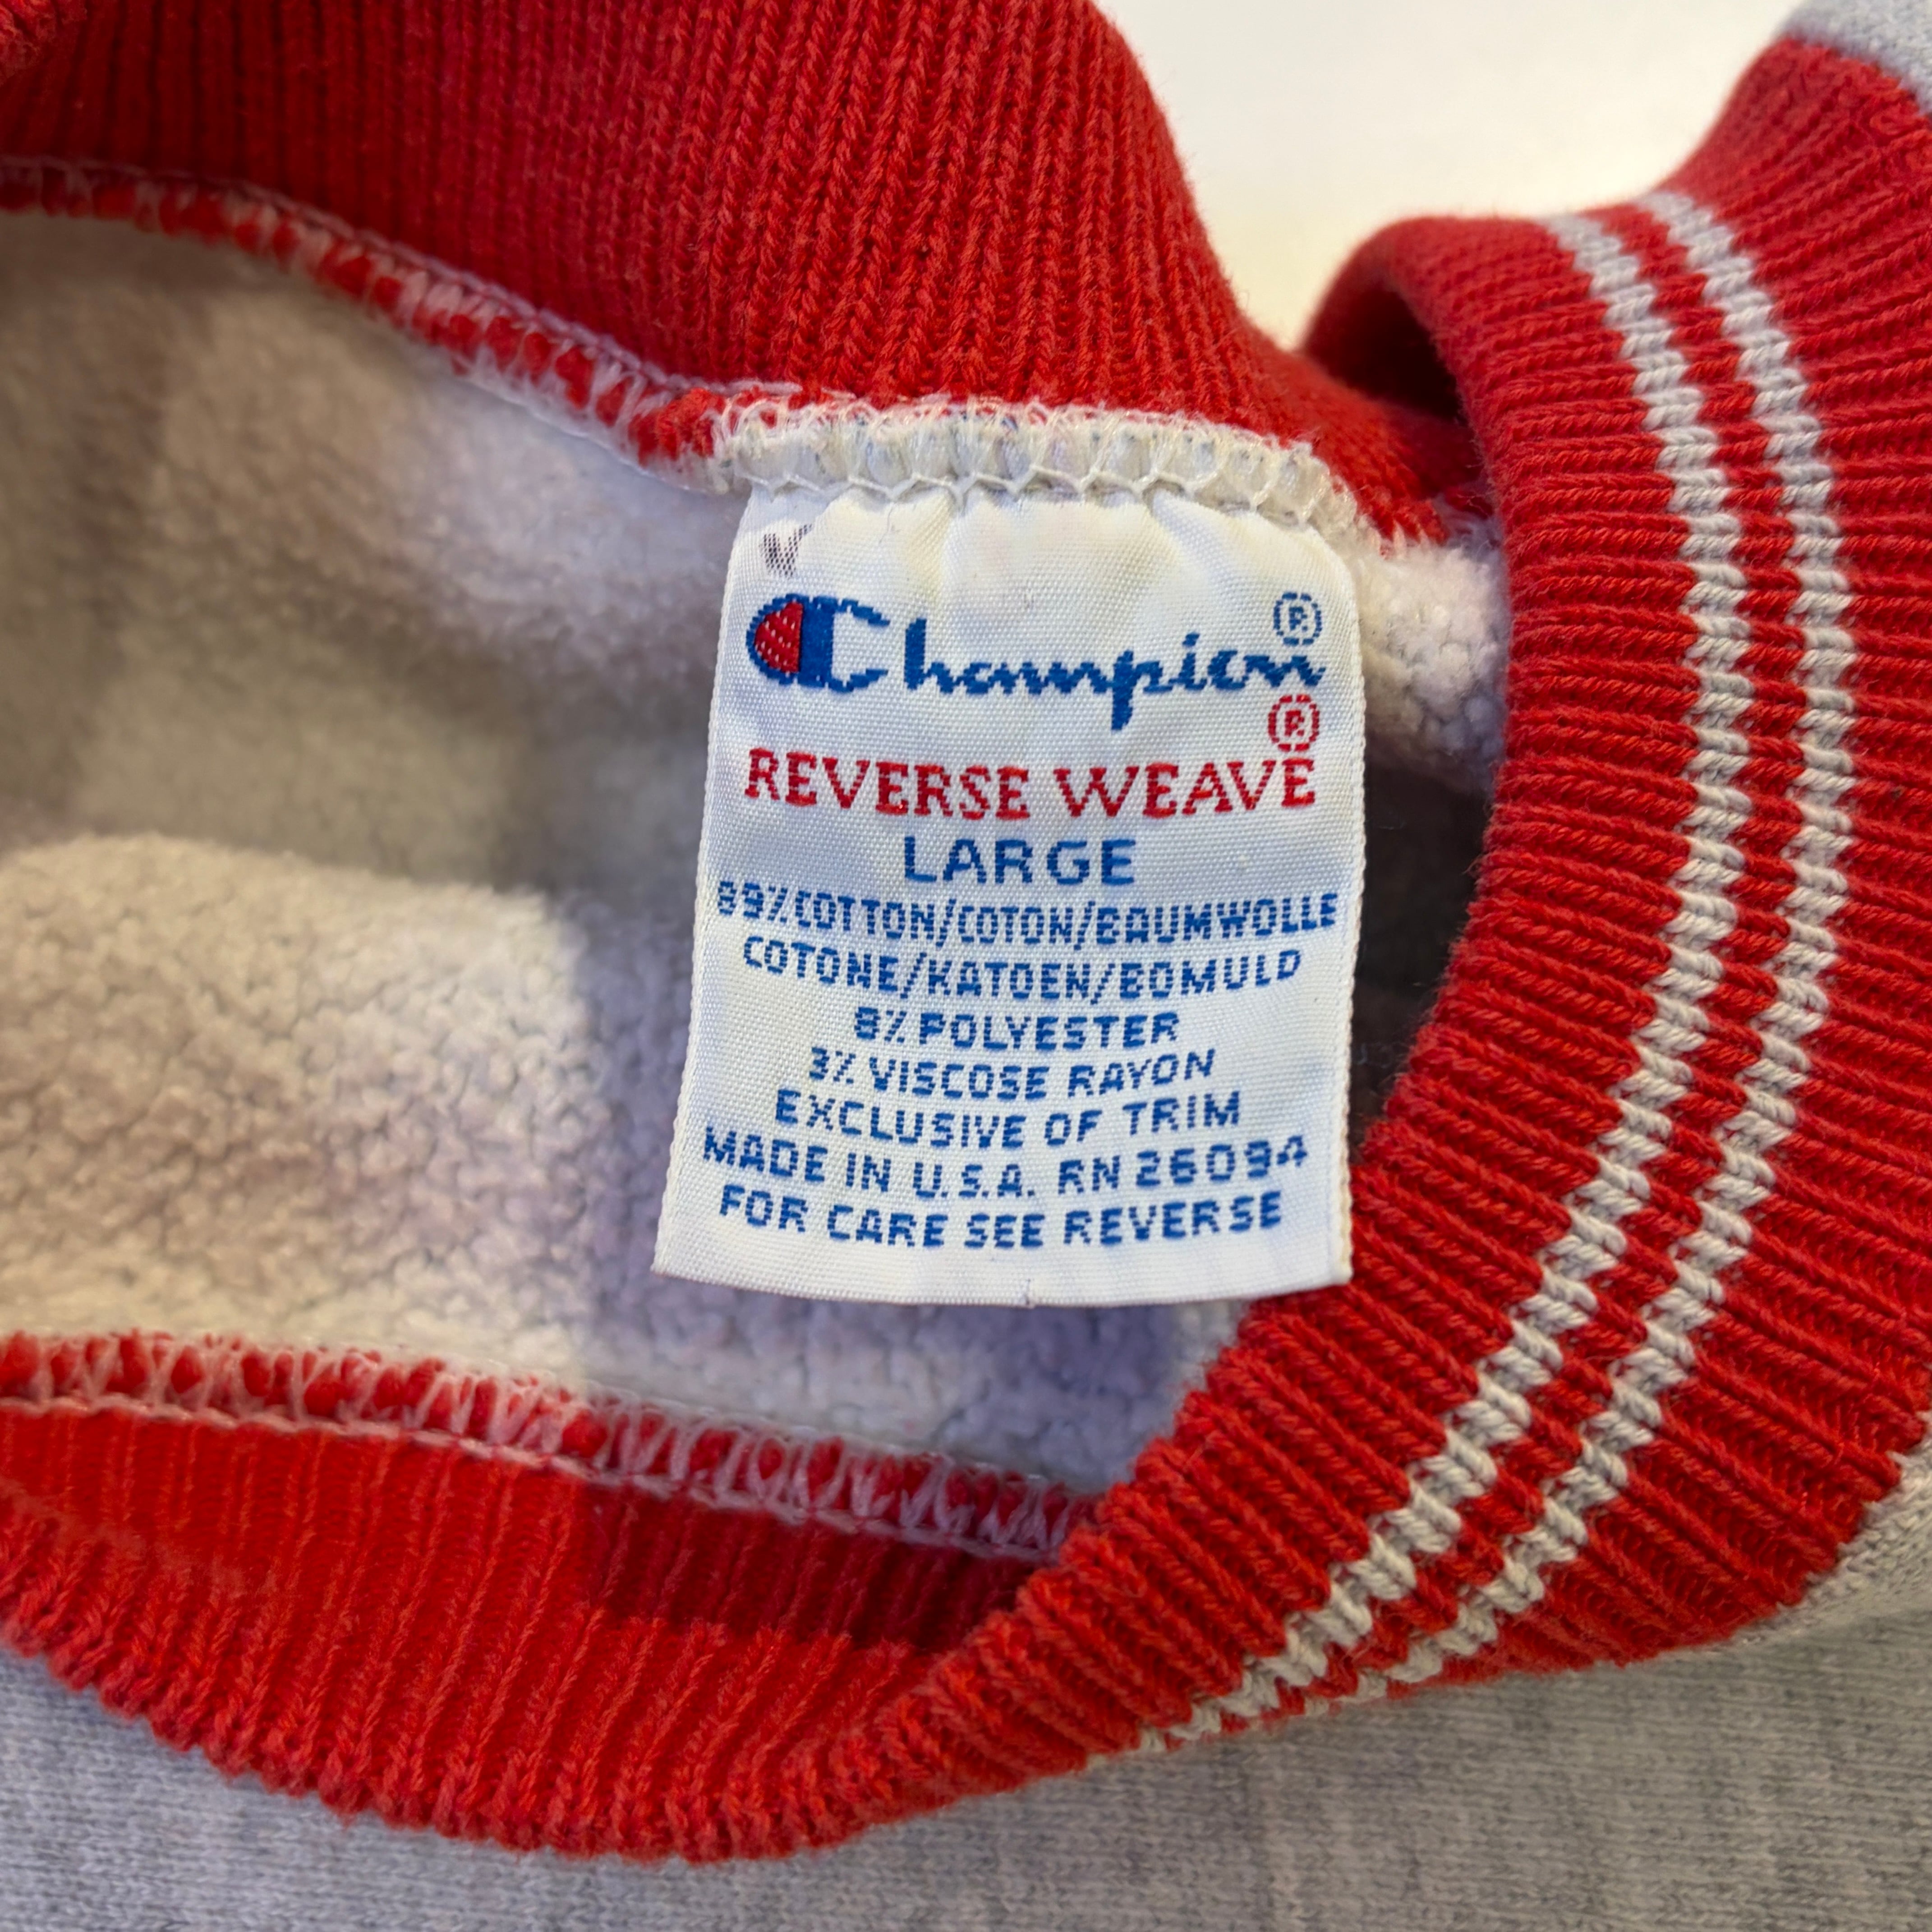 Champion®
REVERSE WEAVE®
LARGE
89% COTTON/COTON/BAUMWOLLE
COTONE/KATOEN/BOMULD
8% POLYESTER
3% VISCOSE RAYON
EXCLUSIVE OF TRIM
MADE IN U.S.A. RN 26094
FOR CARE SEE REVERSE